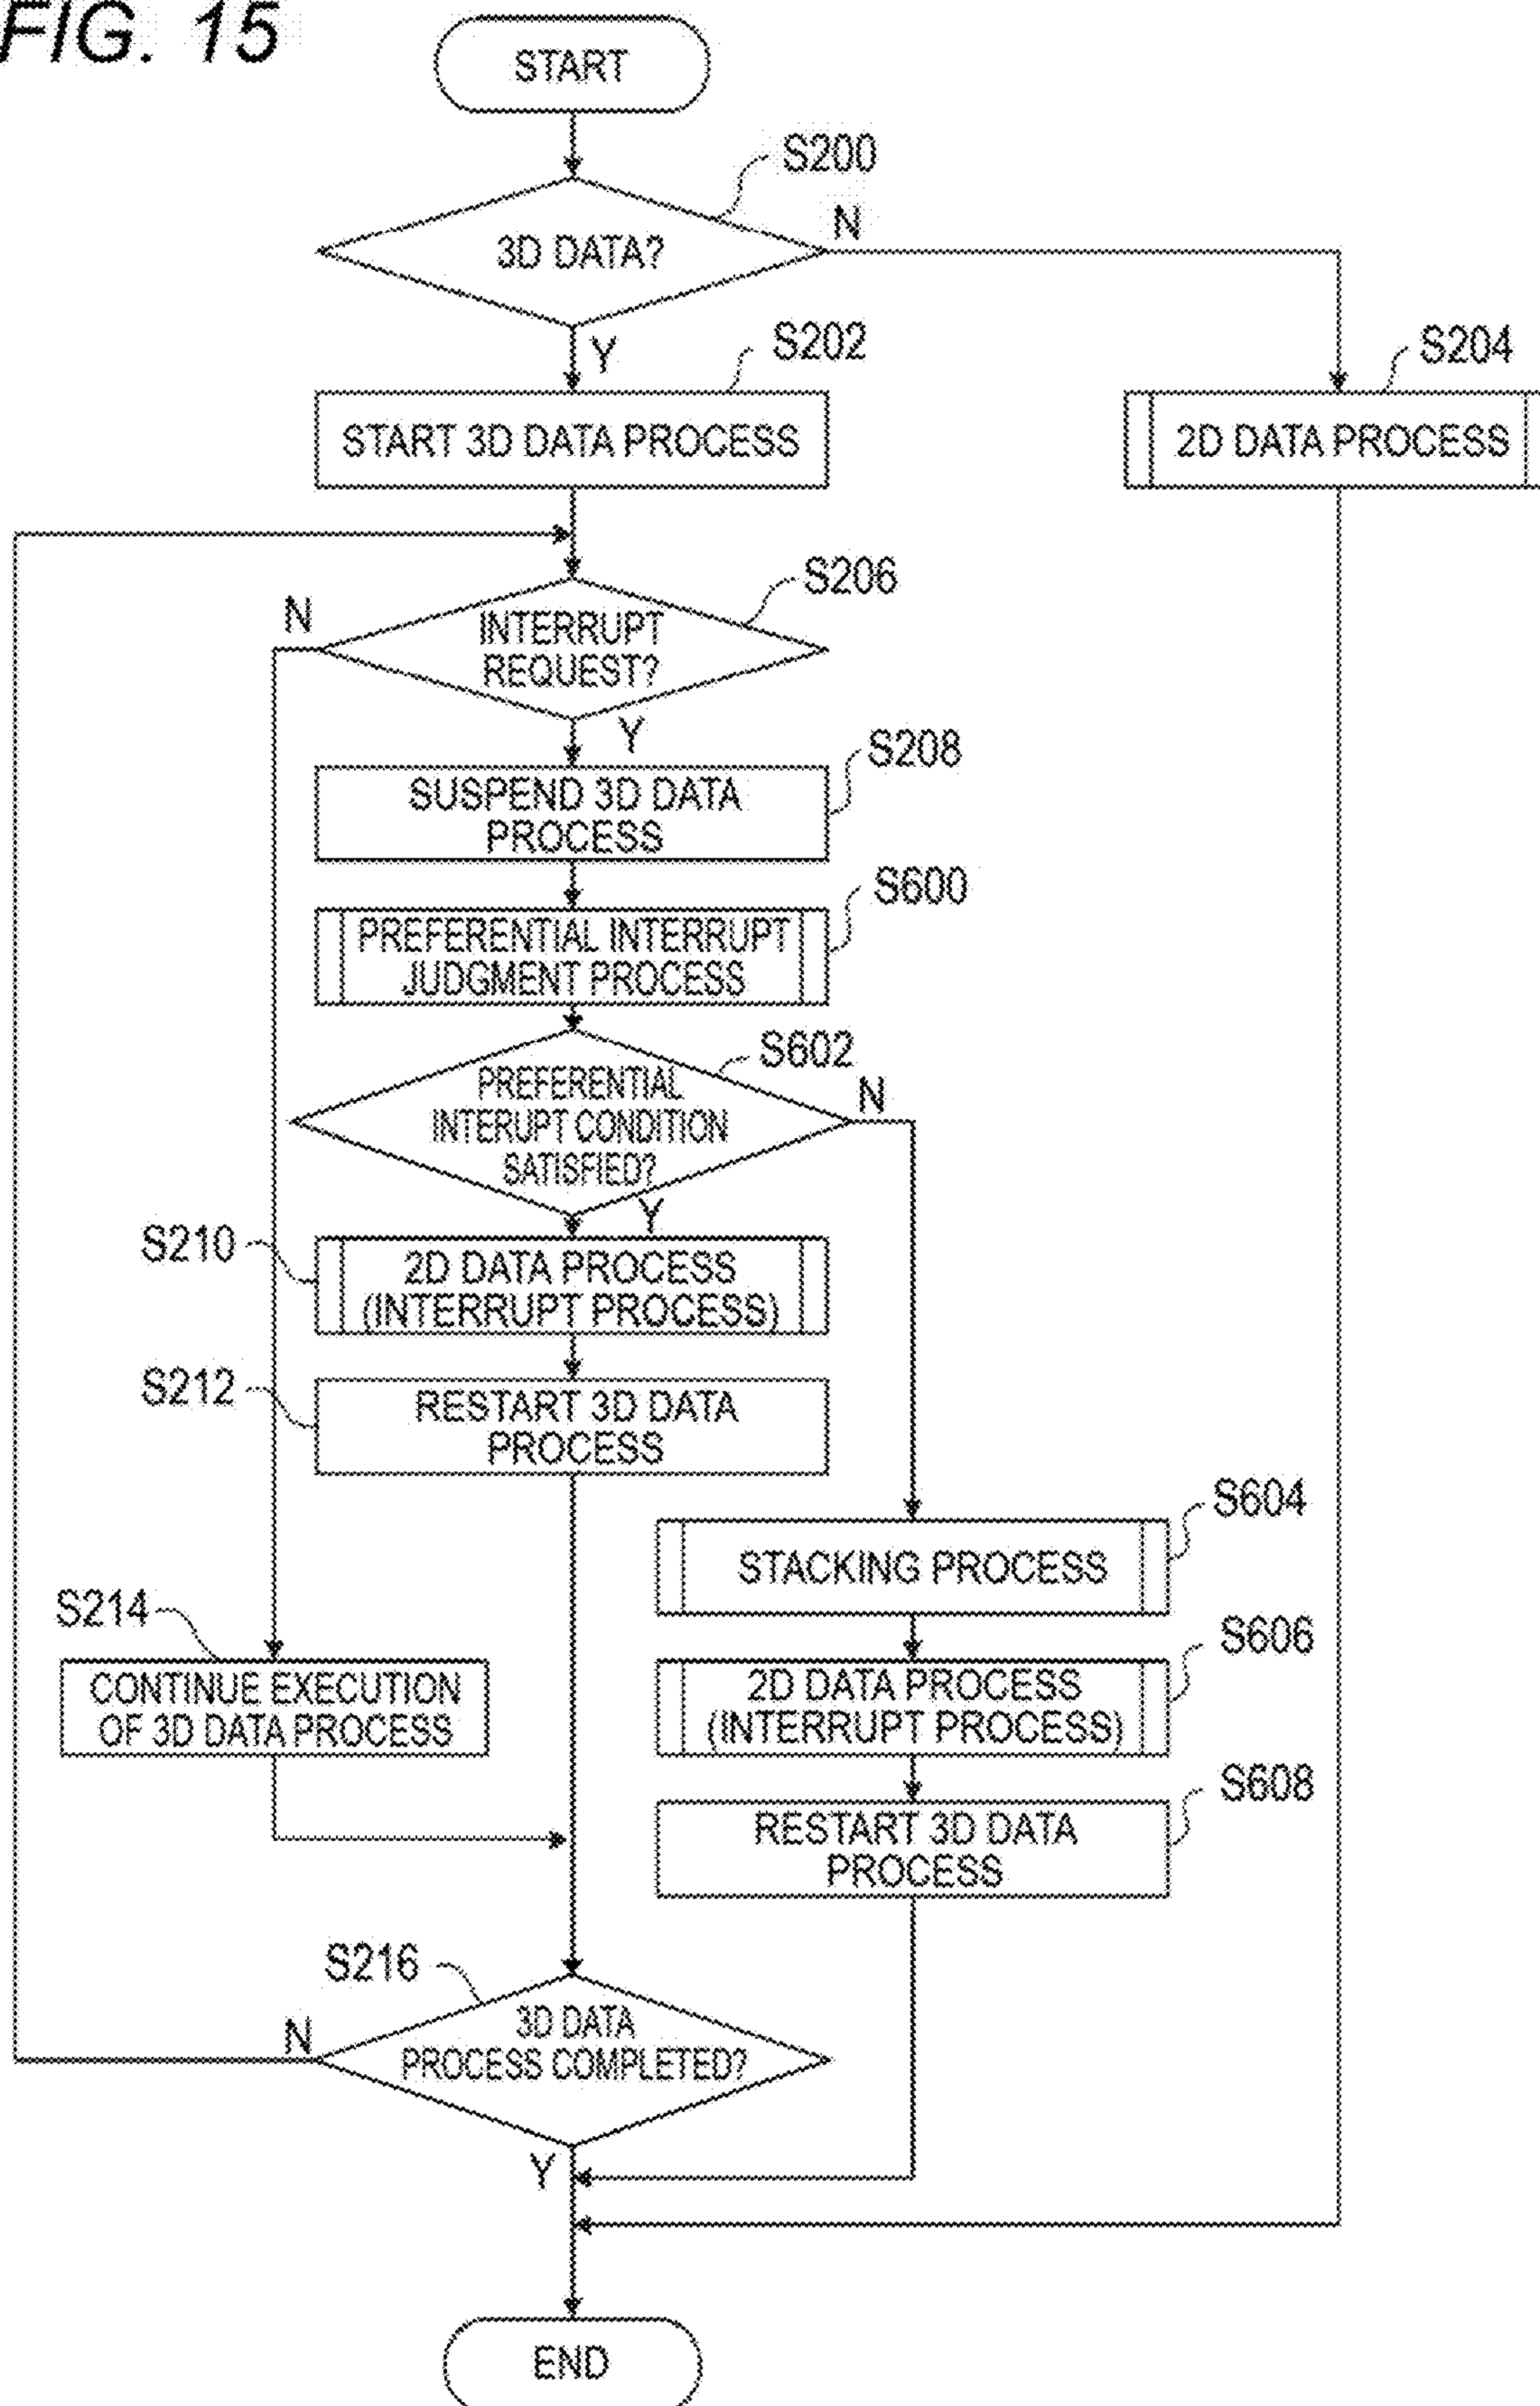 FIG. 15
START
S200
3D DATA?
N
Y
S202
START 3D DATA PROCESS
S204
2D DATA PROCESS
S206
INTERRUPT
REQUEST?
N
Y
S208
SUSPEND 3D DATA
PROCESS
S600
PREFERENTIAL INTERRUPT
JUDGMENT PROCESS
S602
PREFERENTIAL
INTERUPT CONDITION
SATISFIED?
N
Y
S210
2D DATA PROCESS
(INTERRUPT PROCESS)
S212
RESTART 3D DATA
PROCESS
S604
STACKING PROCESS
S214
CONTINUE EXECUTION
OF 3D DATA PROCESS
S606
2D DATA PROCESS
(INTERRUPT PROCESS)
S608
RESTART 3D DATA
PROCESS
S216
3D DATA
PROCESS COMPLETED?
N
Y
END